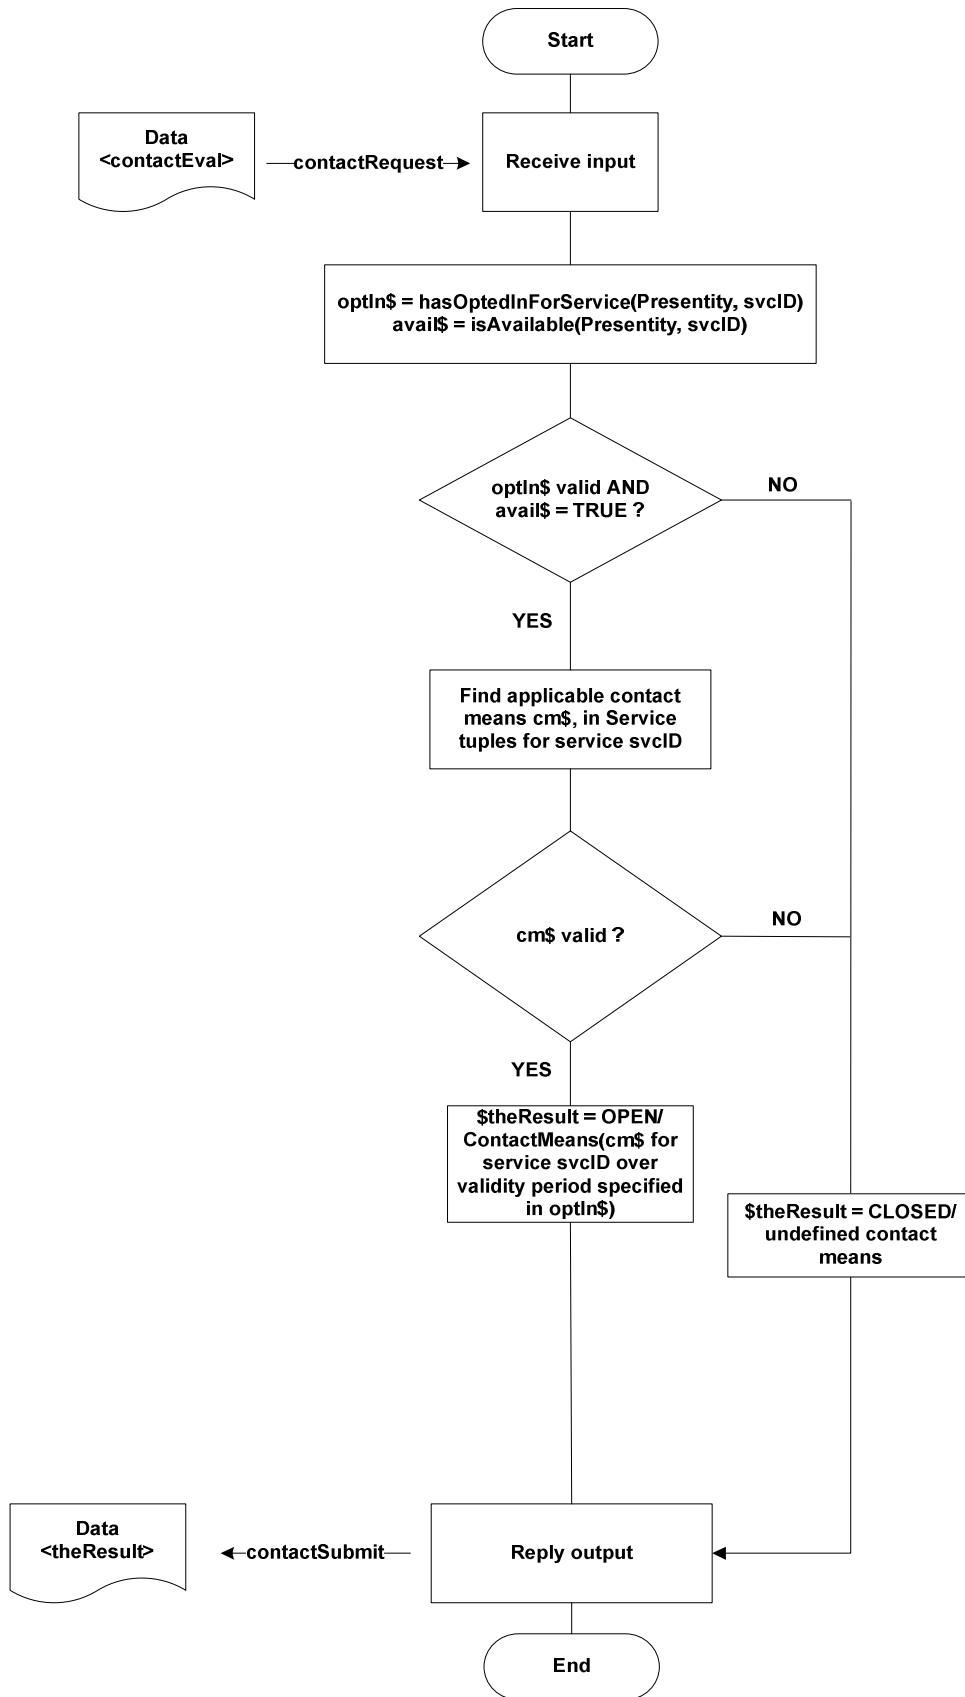 Start
Data
<contactEval>
contactRequest
Receive input
optIn$ = hasOptedInForService(Presentity, svcID)
avail$ = isAvailable(Presentity, svcID)
optIn$ valid AND
avail$ = TRUE ?
NO
YES
Find applicable contact
means cm$, in Service
tuples for service svcID
cm$ valid ?
NO
YES
$theResult = OPEN/
ContactMeans(cm$ for
service svcID over
validity period specified
in optIn$)
$theResult = CLOSED/
undefined contact
means
Data
<theResult>
contactSubmit
Reply output
End